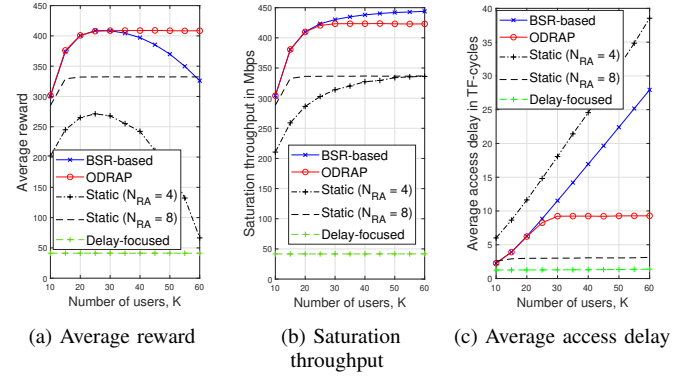 450
400
350
300
250
200
150
100
50
0
10 20 30 40 50 60
Average reward
Number of users, K
BSR-based
ODRAP
Static (N_RA = 4)
Static (N_RA = 8)
Delay-focused
(a) Average reward
450
400
350
300
250
200
150
100
50
0
10 20 30 40 50 60
Saturation throughput in Mbps
Number of users, K
BSR-based
ODRAP
Static (N_RA = 4)
Static (N_RA = 8)
Delay-focused
(b) Saturation
throughput
40
35
30
25
20
15
10
5
0
10 20 30 40 50 60
Average access delay in TF-cycles
Number of users, K
BSR-based
ODRAP
Static (N_RA = 4)
Static (N_RA = 8)
Delay-focused
(c) Average access delay